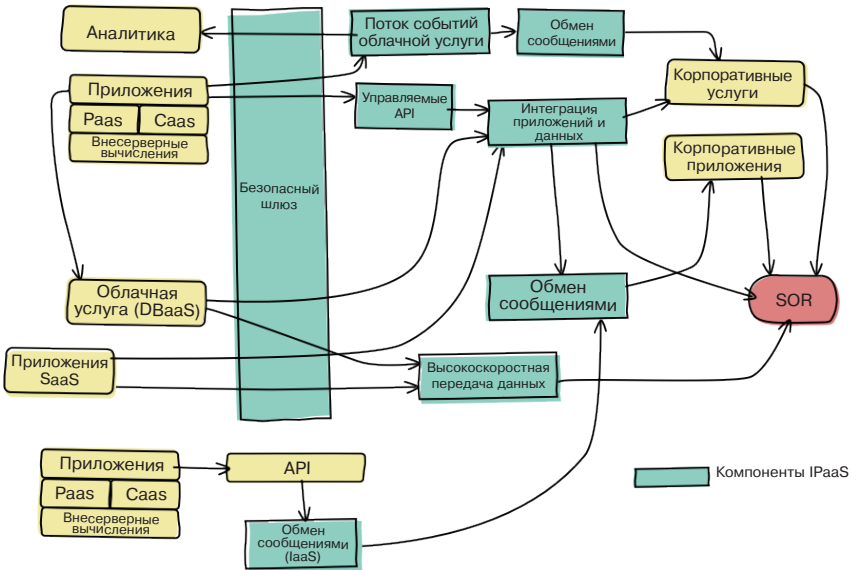 Аналитика
Поток событий
облачной услуги
Обмен
сообщениями
Приложения
Paas
Caas
Внесерверные
вычисления
Управляемые
API
Интеграция
приложений и
данных
Корпоративные
услуги
Корпоративные
приложения
Безопасный
шлюз
Облачная
услуга (DBaaS)
Обмен
сообщениями
SOR
Приложения
SaaS
Высокоскоростная
передача данных
Приложения
Paas
Caas
Внесерверные
вычисления
API
Обмен
сообщениями
(IaaS)
Компоненты IPaaS